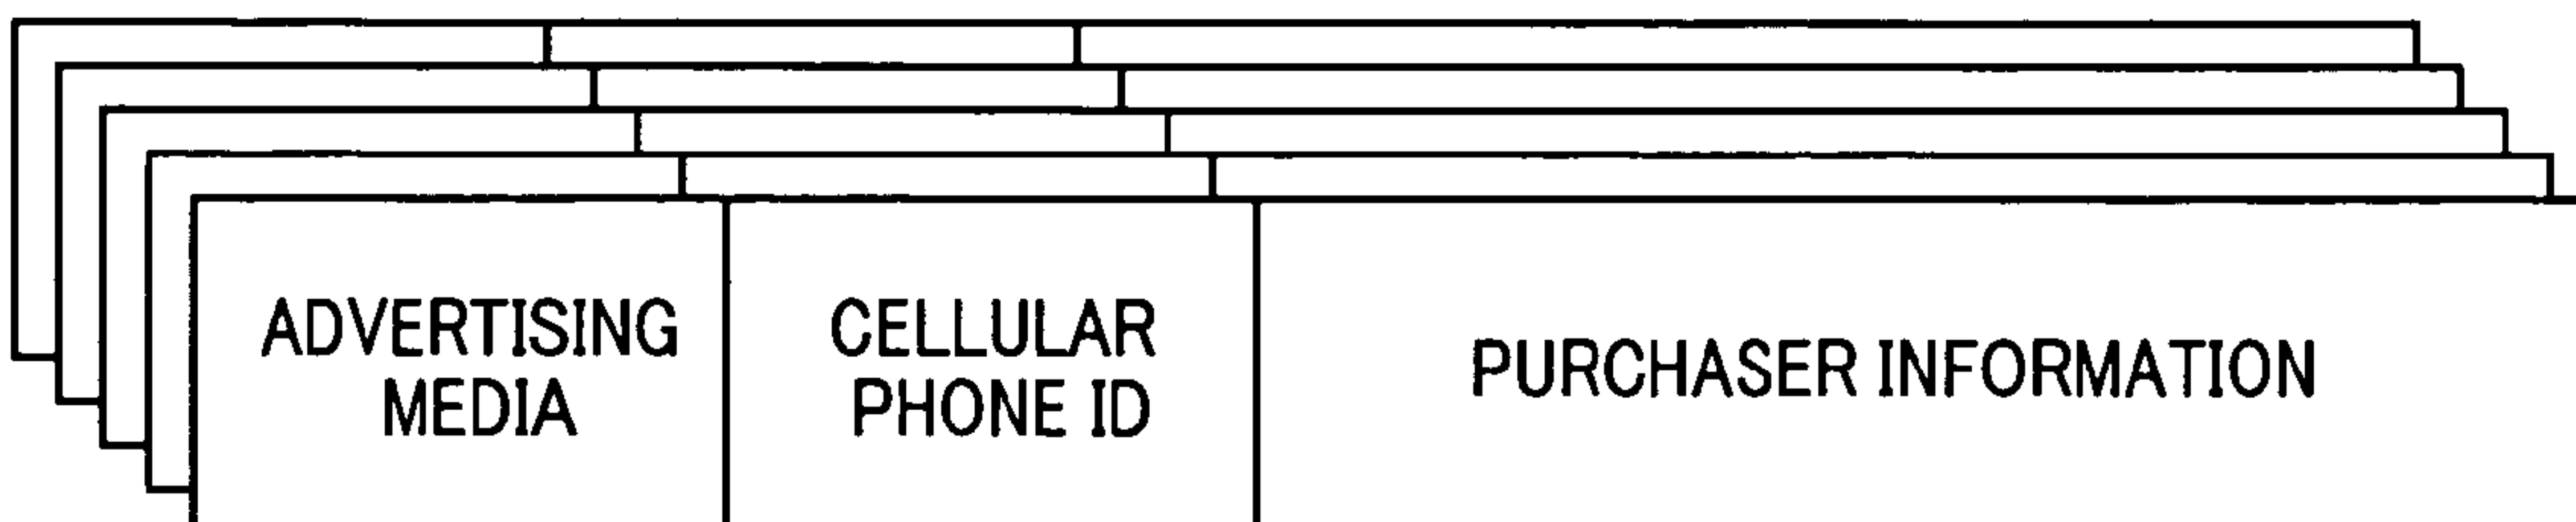 ADVERTISING
MEDIA
CELLULAR
PHONE ID
PURCHASER INFORMATION